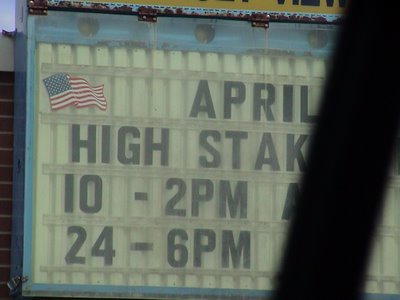 APRIL
HIGH STAK
10 - 2PM A
24 - 6PM